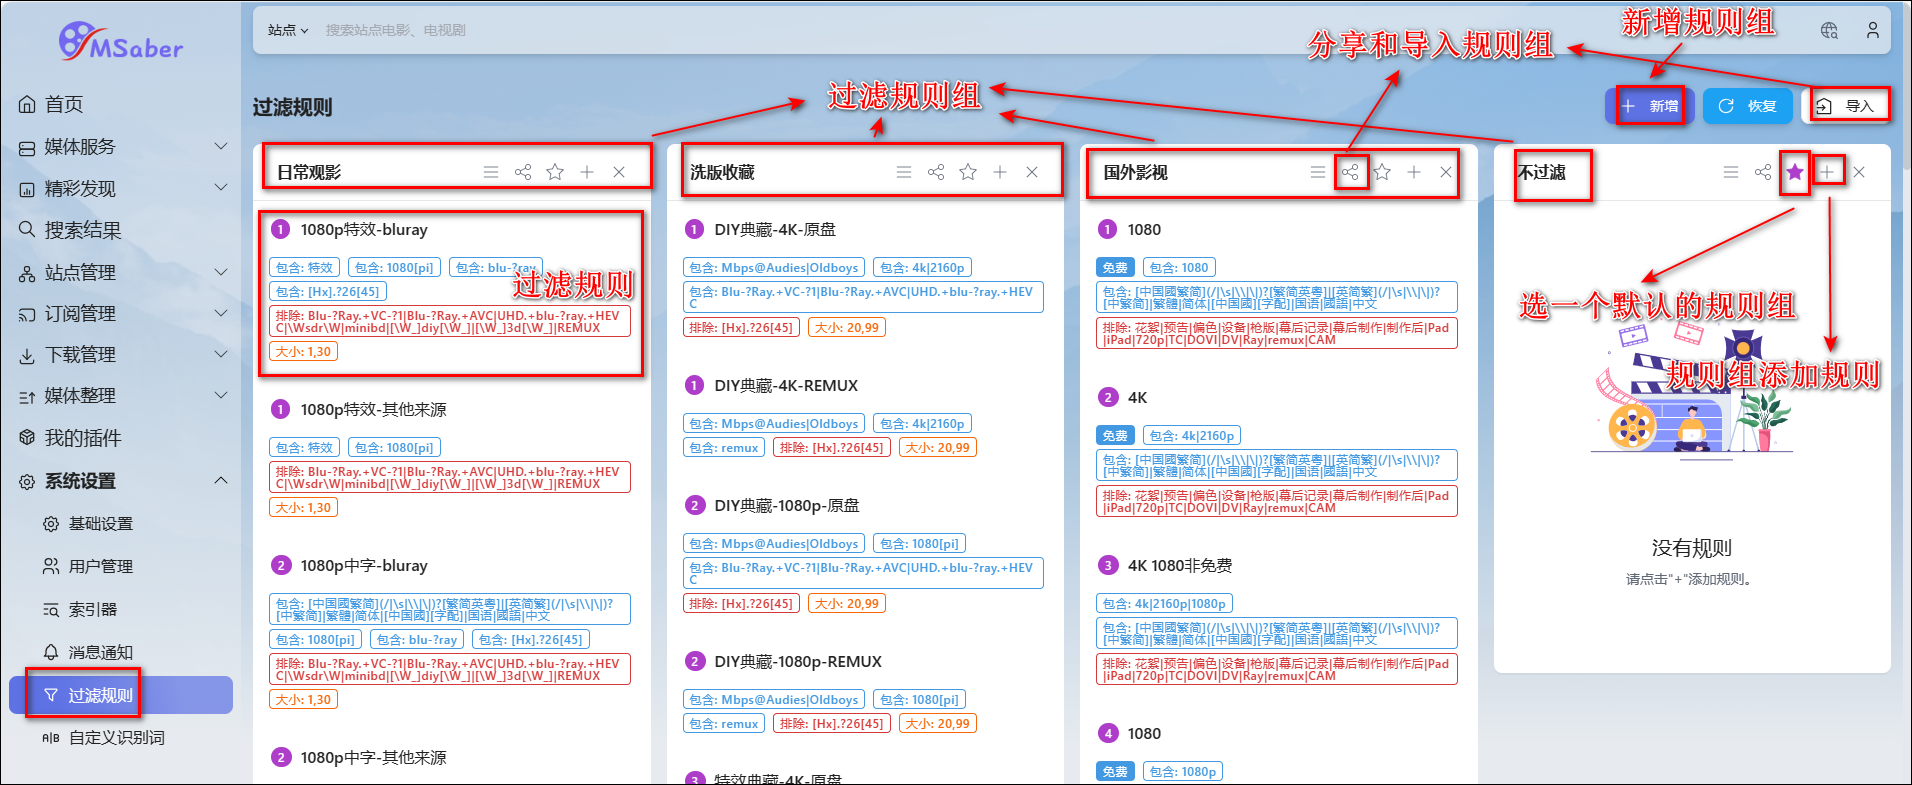 MSaber
站点
搜索站点电影、电视剧
首页
媒体服务
精彩发现
搜索结果
站点管理
订阅管理
下载管理
媒体整理
我的插件
系统设置
基础设置
用户管理
索引器
消息通知
过滤规则
A|B 自定义识别词
过滤规则
过滤规则组
分享和导入规则组
新增规则组
新增
恢复
导入
日常观影
1 1080p特效-bluray
包含: 特效 包含: 1080[pi] 包含: blu-?ray
包含: [Hx].?26[45]
排除: Blu-?Ray.+VC-?1|Blu-?Ray.+AVC|UHD.+blu-?ray.+HEV
C|\Wsdr\W|minibd|[\W_]diy[\W_]|[\W_]3d[\W_]|REMUX
大小: 1,30
过滤规则
1 1080p特效-其他来源
包含: 特效 包含: 1080[pi]
排除: Blu-?Ray.+VC-?1|Blu-?Ray.+AVC|UHD.+blu-?ray.+HEV
C|\Wsdr\W|minibd|[\W_]diy[\W_]|[\W_]3d[\W_]|REMUX
大小: 1,30
2 1080p中字-bluray
包含: [中国國繁简](/|\s|\\|\|)?[繁简英粤]|[英简繁](/|\s|\\|\|)?
[中繁简]|繁體|简体|[中国國][字配]|国语|國語|中文
包含: 1080[pi] 包含: blu-?ray 包含: [Hx].?26[45]
排除: Blu-?Ray.+VC-?1|Blu-?Ray.+AVC|UHD.+blu-?ray.+HEV
C|\Wsdr\W|minibd|[\W_]diy[\W_]|[\W_]3d[\W_]|REMUX
大小: 1,30
2 1080p中字-其他来源
洗版收藏
1 DIY典藏-4K-原盘
包含: Mbps@Audies|Oldboys 包含: 4k|2160p
包含: Blu-?Ray.+VC-?1|Blu-?Ray.+AVC|UHD.+blu-?ray.+HEV
C
排除: [Hx].?26[45] 大小: 20,99
1 DIY典藏-4K-REMUX
包含: Mbps@Audies|Oldboys 包含: 4k|2160p
包含: remux 排除: [Hx].?26[45] 大小: 20,99
2 DIY典藏-1080p-原盘
包含: Mbps@Audies|Oldboys 包含: 1080[pi]
包含: Blu-?Ray.+VC-?1|Blu-?Ray.+AVC|UHD.+blu-?ray.+HEV
C
排除: [Hx].?26[45] 大小: 20,99
2 DIY典藏-1080p-REMUX
包含: Mbps@Audies|Oldboys 包含: 1080[pi]
包含: remux 排除: [Hx].?26[45] 大小: 20,99
3 特效典藏-4K-原盘
国外影视
1 1080
免费 包含: 1080
包含: [中国國繁简](/|\s|\\|\|)?[繁简英粤]|[英简繁](/|\s|\\|\|)?
[中繁简]|繁體|简体|[中国國][字配]|国语|國語|中文
排除: 花絮|预告|偏色|设备|枪版|幕后记录|幕后制作|制作后|Pad
|iPad|720p|TC|DOVI|DV|Ray|remux|CAM
2 4K
免费 包含: 4k|2160p
包含: [中国國繁简](/|\s|\\|\|)?[繁简英粤]|[英简繁](/|\s|\\|\|)?
[中繁简]|繁體|简体|[中国國][字配]|国语|國語|中文
排除: 花絮|预告|偏色|设备|枪版|幕后记录|幕后制作|制作后|Pad
|iPad|720p|TC|DOVI|DV|Ray|remux|CAM
3 4K 1080非免费
包含: 4k|2160p|1080p
包含: [中国國繁简](/|\s|\\|\|)?[繁简英粤]|[英简繁](/|\s|\\|\|)?
[中繁简]|繁體|简体|[中国國][字配]|国语|國語|中文
排除: 花絮|预告|偏色|设备|枪版|幕后记录|幕后制作|制作后|Pad
|iPad|720p|TC|DOVI|DV|Ray|remux|CAM
4 1080
免费 包含: 1080p
不过滤
选一个默认的规则组
规则组添加规则
没有规则
请点击"+"添加规则。